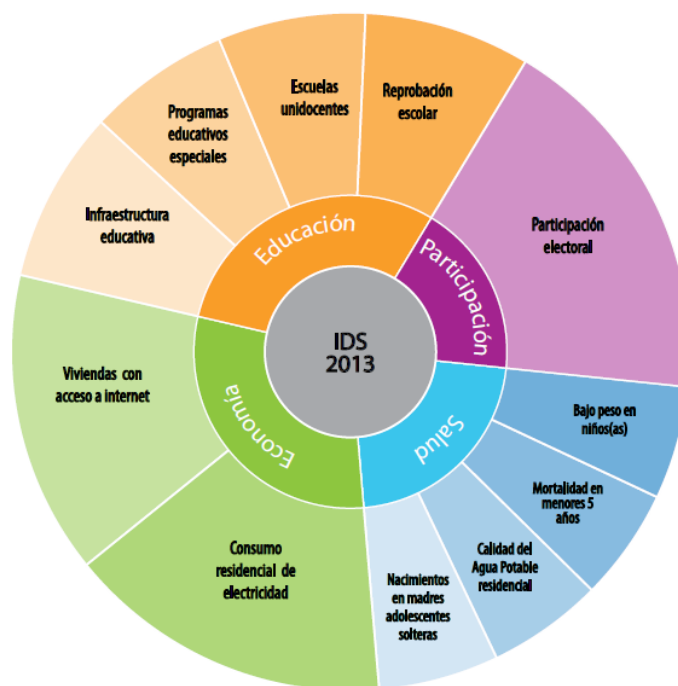 IDS
2013
Educación
Participación
Salud
Economía
Escuelas
unidocentes
Reprobación
escolar
Participación
electoral
Bajo peso en
niños(as)
Mortalidad en
menores 5
años
Calidad del
Agua Potable
residencial
Nacimientos
en madres
adolescentes
solteras
Consumo
residencial de
electricidad
Viviendas con
acceso a internet
Infraestructura
educativa
Programas
educativos
especiales